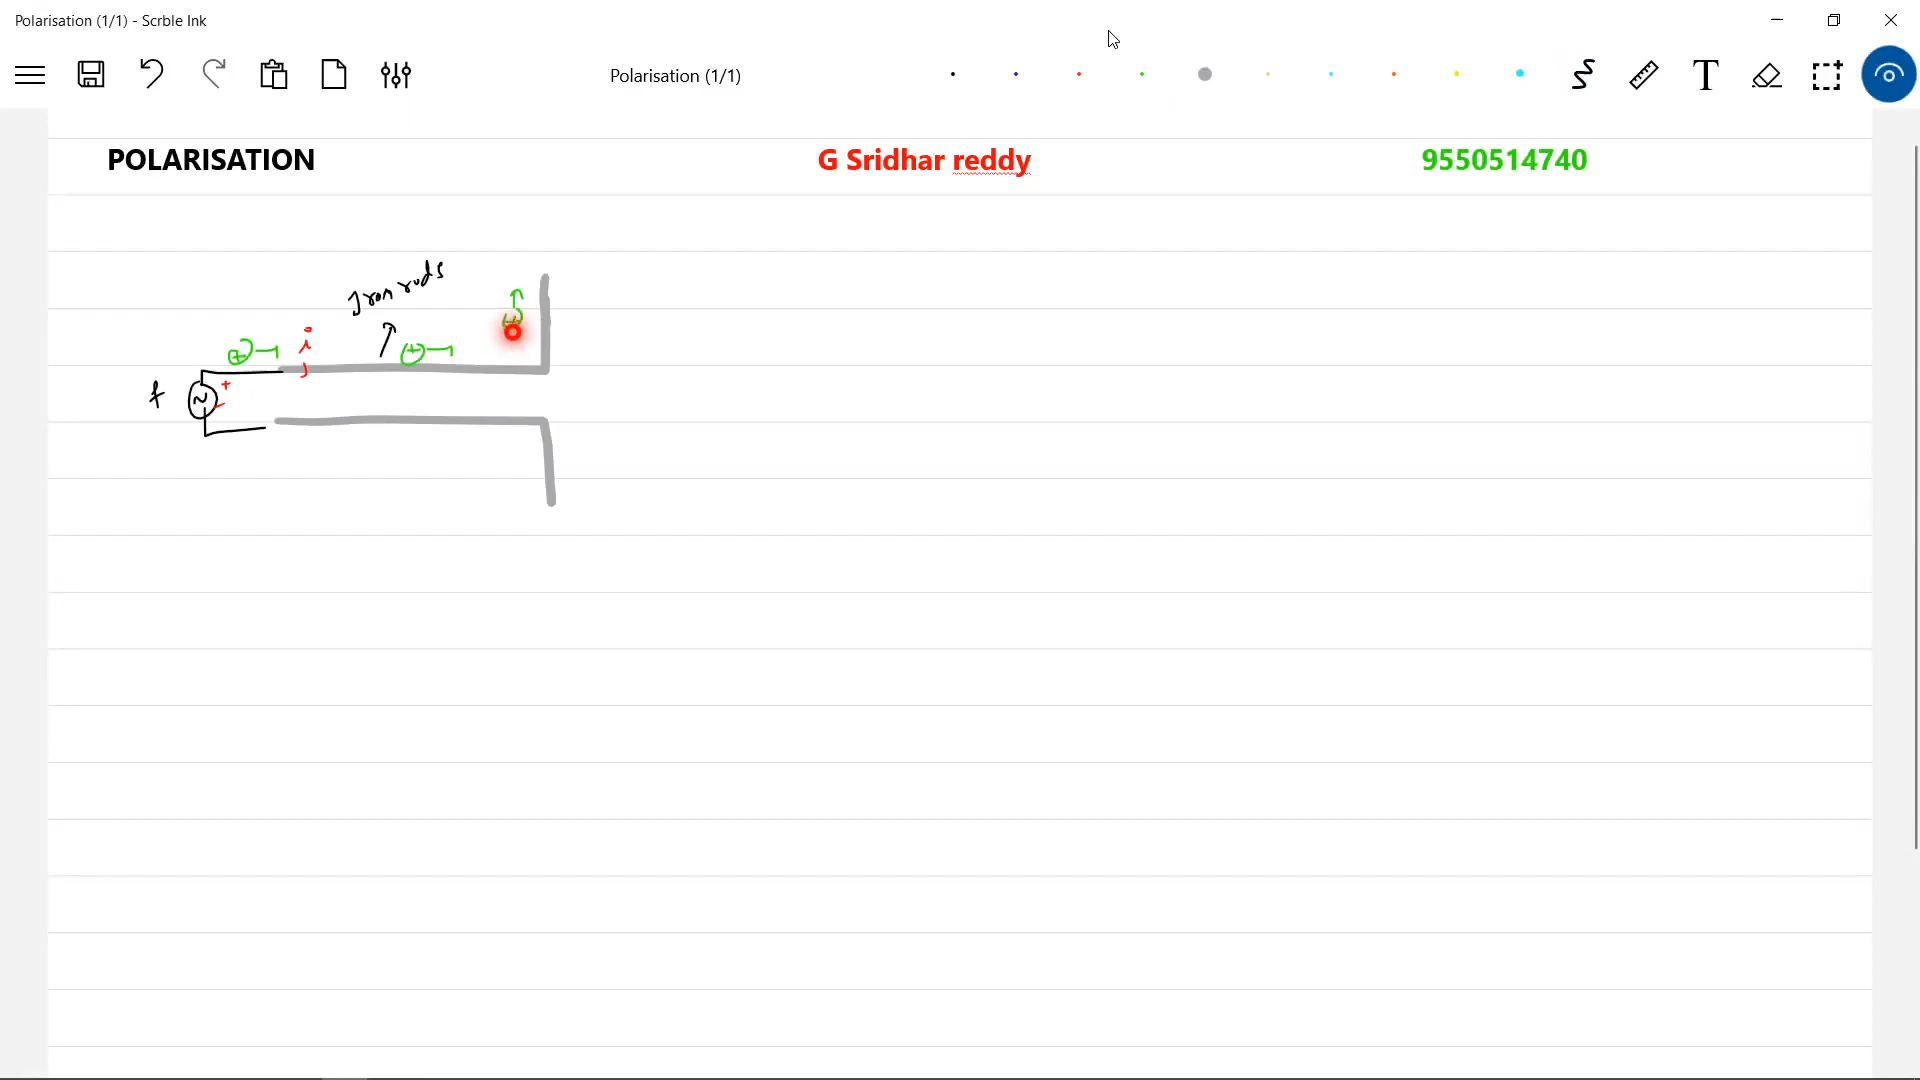 Polarisation (1/1) - Scrble Ink
Polarisation (1/1)
T
POLARISATION G Sridhar reddy 9550514740
Iron rods
i
f
+
-